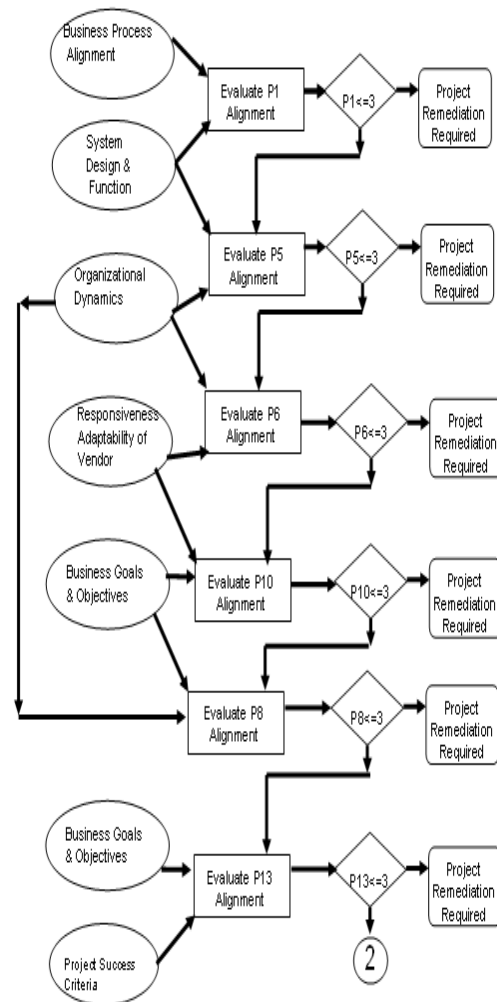 Business Process
Alignment
Evaluate P1
Alignment
P1<=3
Project
Remediation
Required
System
Design &
Function
Evaluate P5
Alignment
P5<=3
Project
Remediation
Required
Organizational
Dynamics
Evaluate P6
Alignment
P6<=3
Project
Remediation
Required
Responsiveness
Adaptability of
Vendor
Evaluate P10
Alignment
P10<=3
Project
Remediation
Required
Business Goals
& Objectives
Evaluate P8
Alignment
P8<=3
Project
Remediation
Required
Business Goals
& Objectives
Evaluate P13
Alignment
P13<=3
Project
Remediation
Required
Project Success
Criteria
2